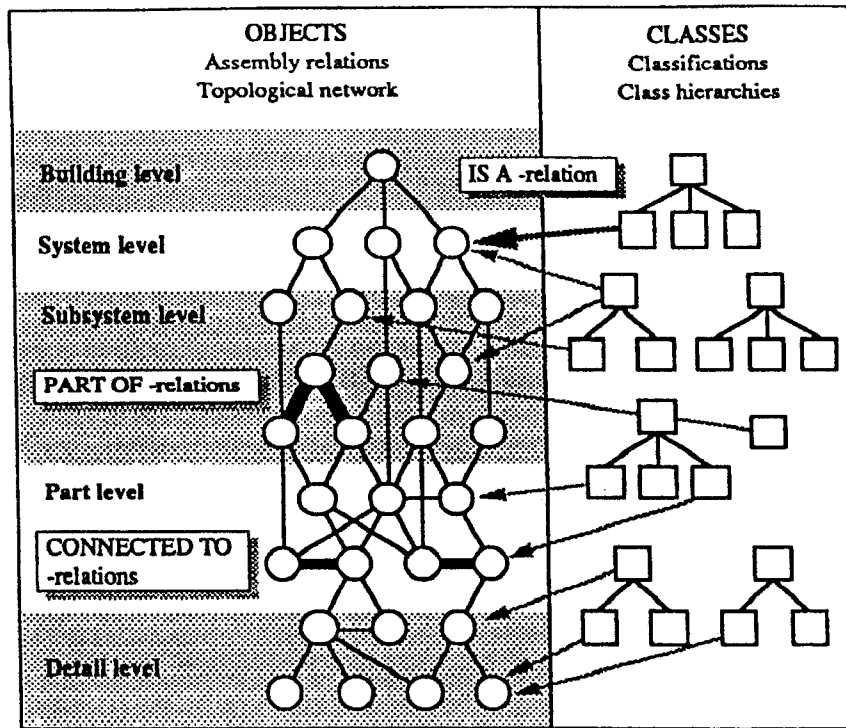 OBJECTS
Assembly relations
Topological network
CLASSES
Classifications
Class hierarchies
Building level
IS A -relation
System level
Subsystem level
PART OF -relations
Part level
CONNECTED TO
-relations
Detail level